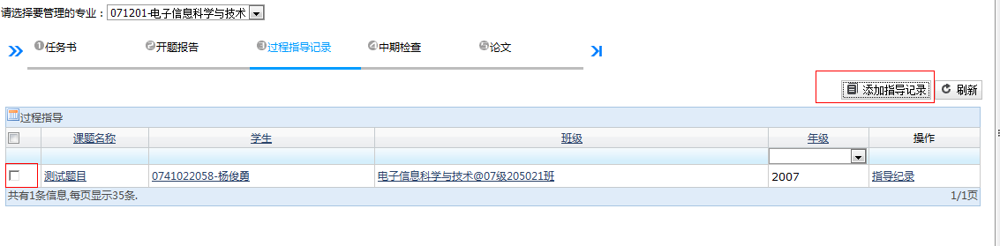 请选择要管理的专业：071201-电子信息科学与技术
1任务书 2开题报告 3过程指导记录 4中期检查 5论文
添加指导记录 刷新
过程指导
课题名称 学生 班级 年级 操作
测试题目 0741022058-杨俊勇 电子信息科学与技术@07级205021班 2007 指导纪录
共有1条信息,每页显示35条. 1/1页